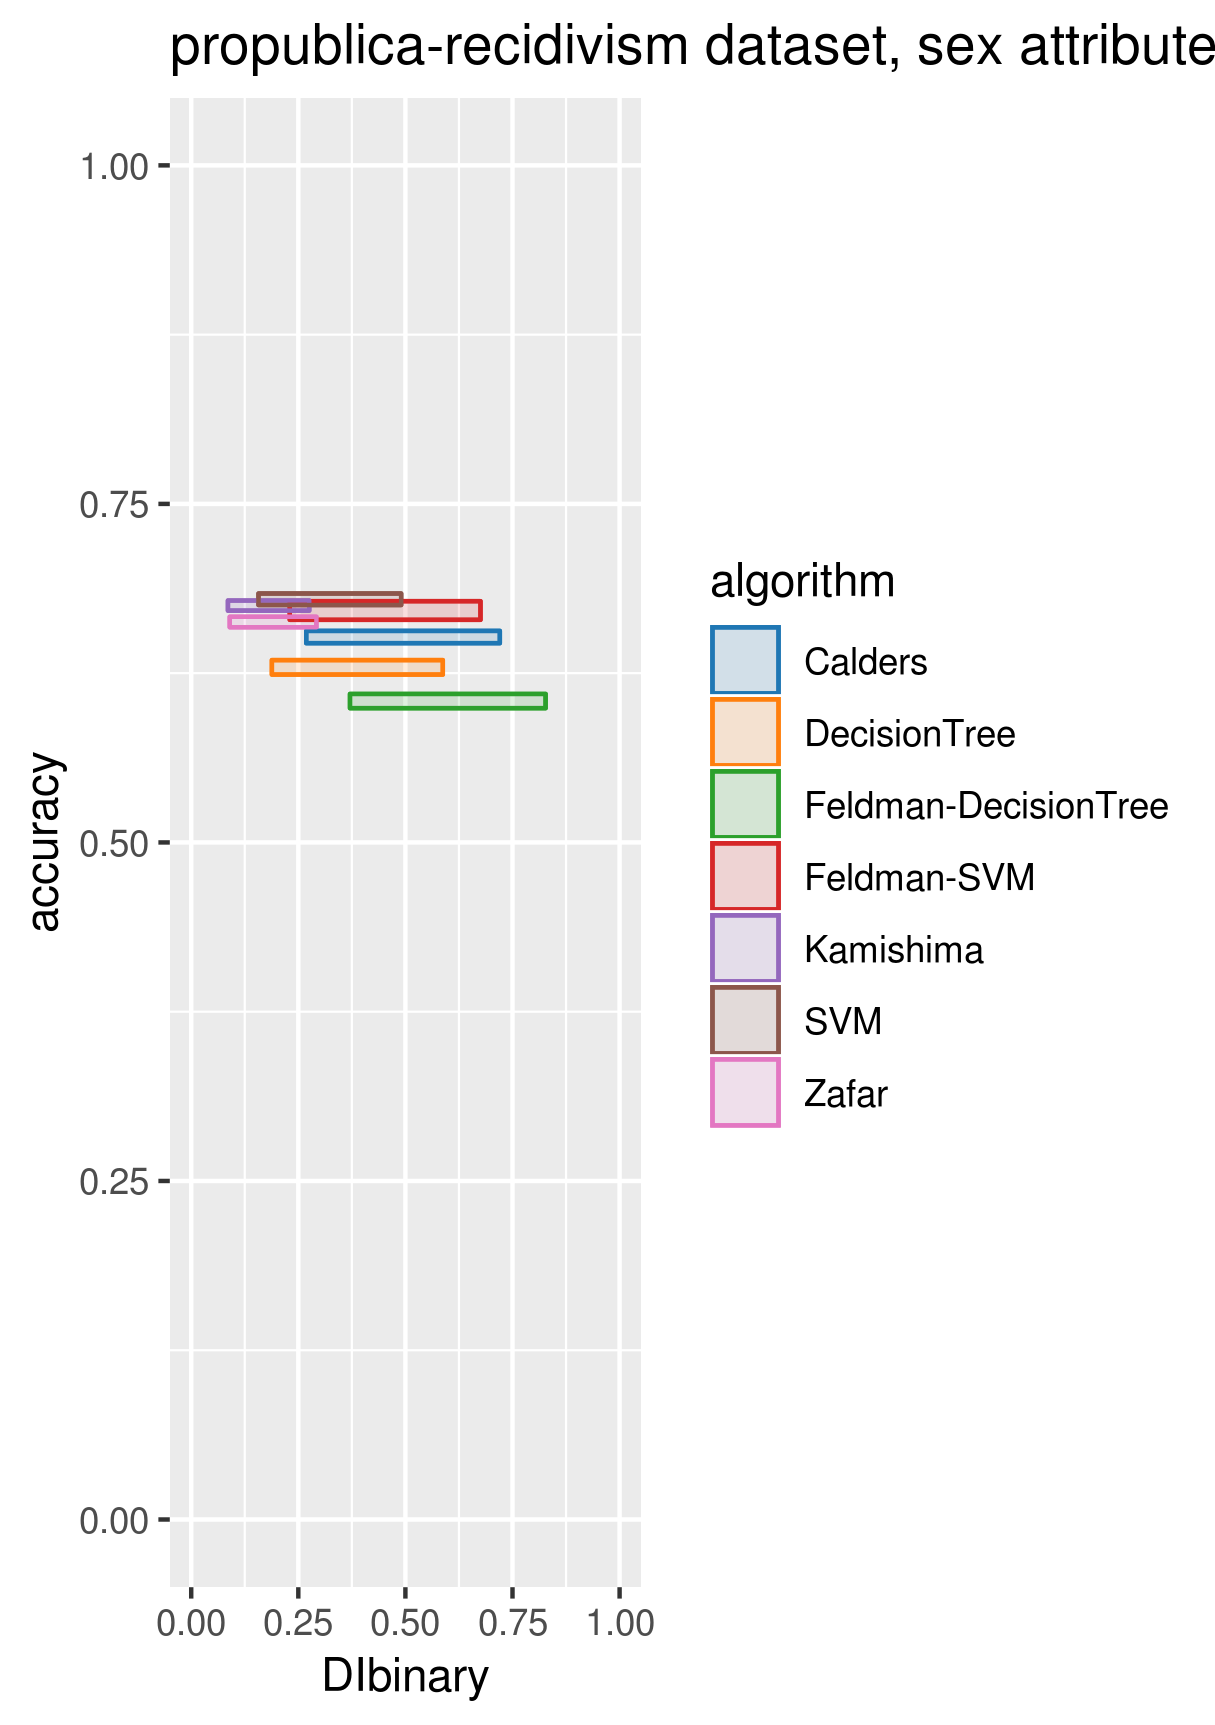 propublica-recidivism dataset, sex attribute
1.00
0.75
0.50
0.25
0.00
accuracy
0.00 0.25 0.50 0.75 1.00
DIbinary
algorithm
Calders
DecisionTree
Feldman-DecisionTree
Feldman-SVM
Kamishima
SVM
Zafar